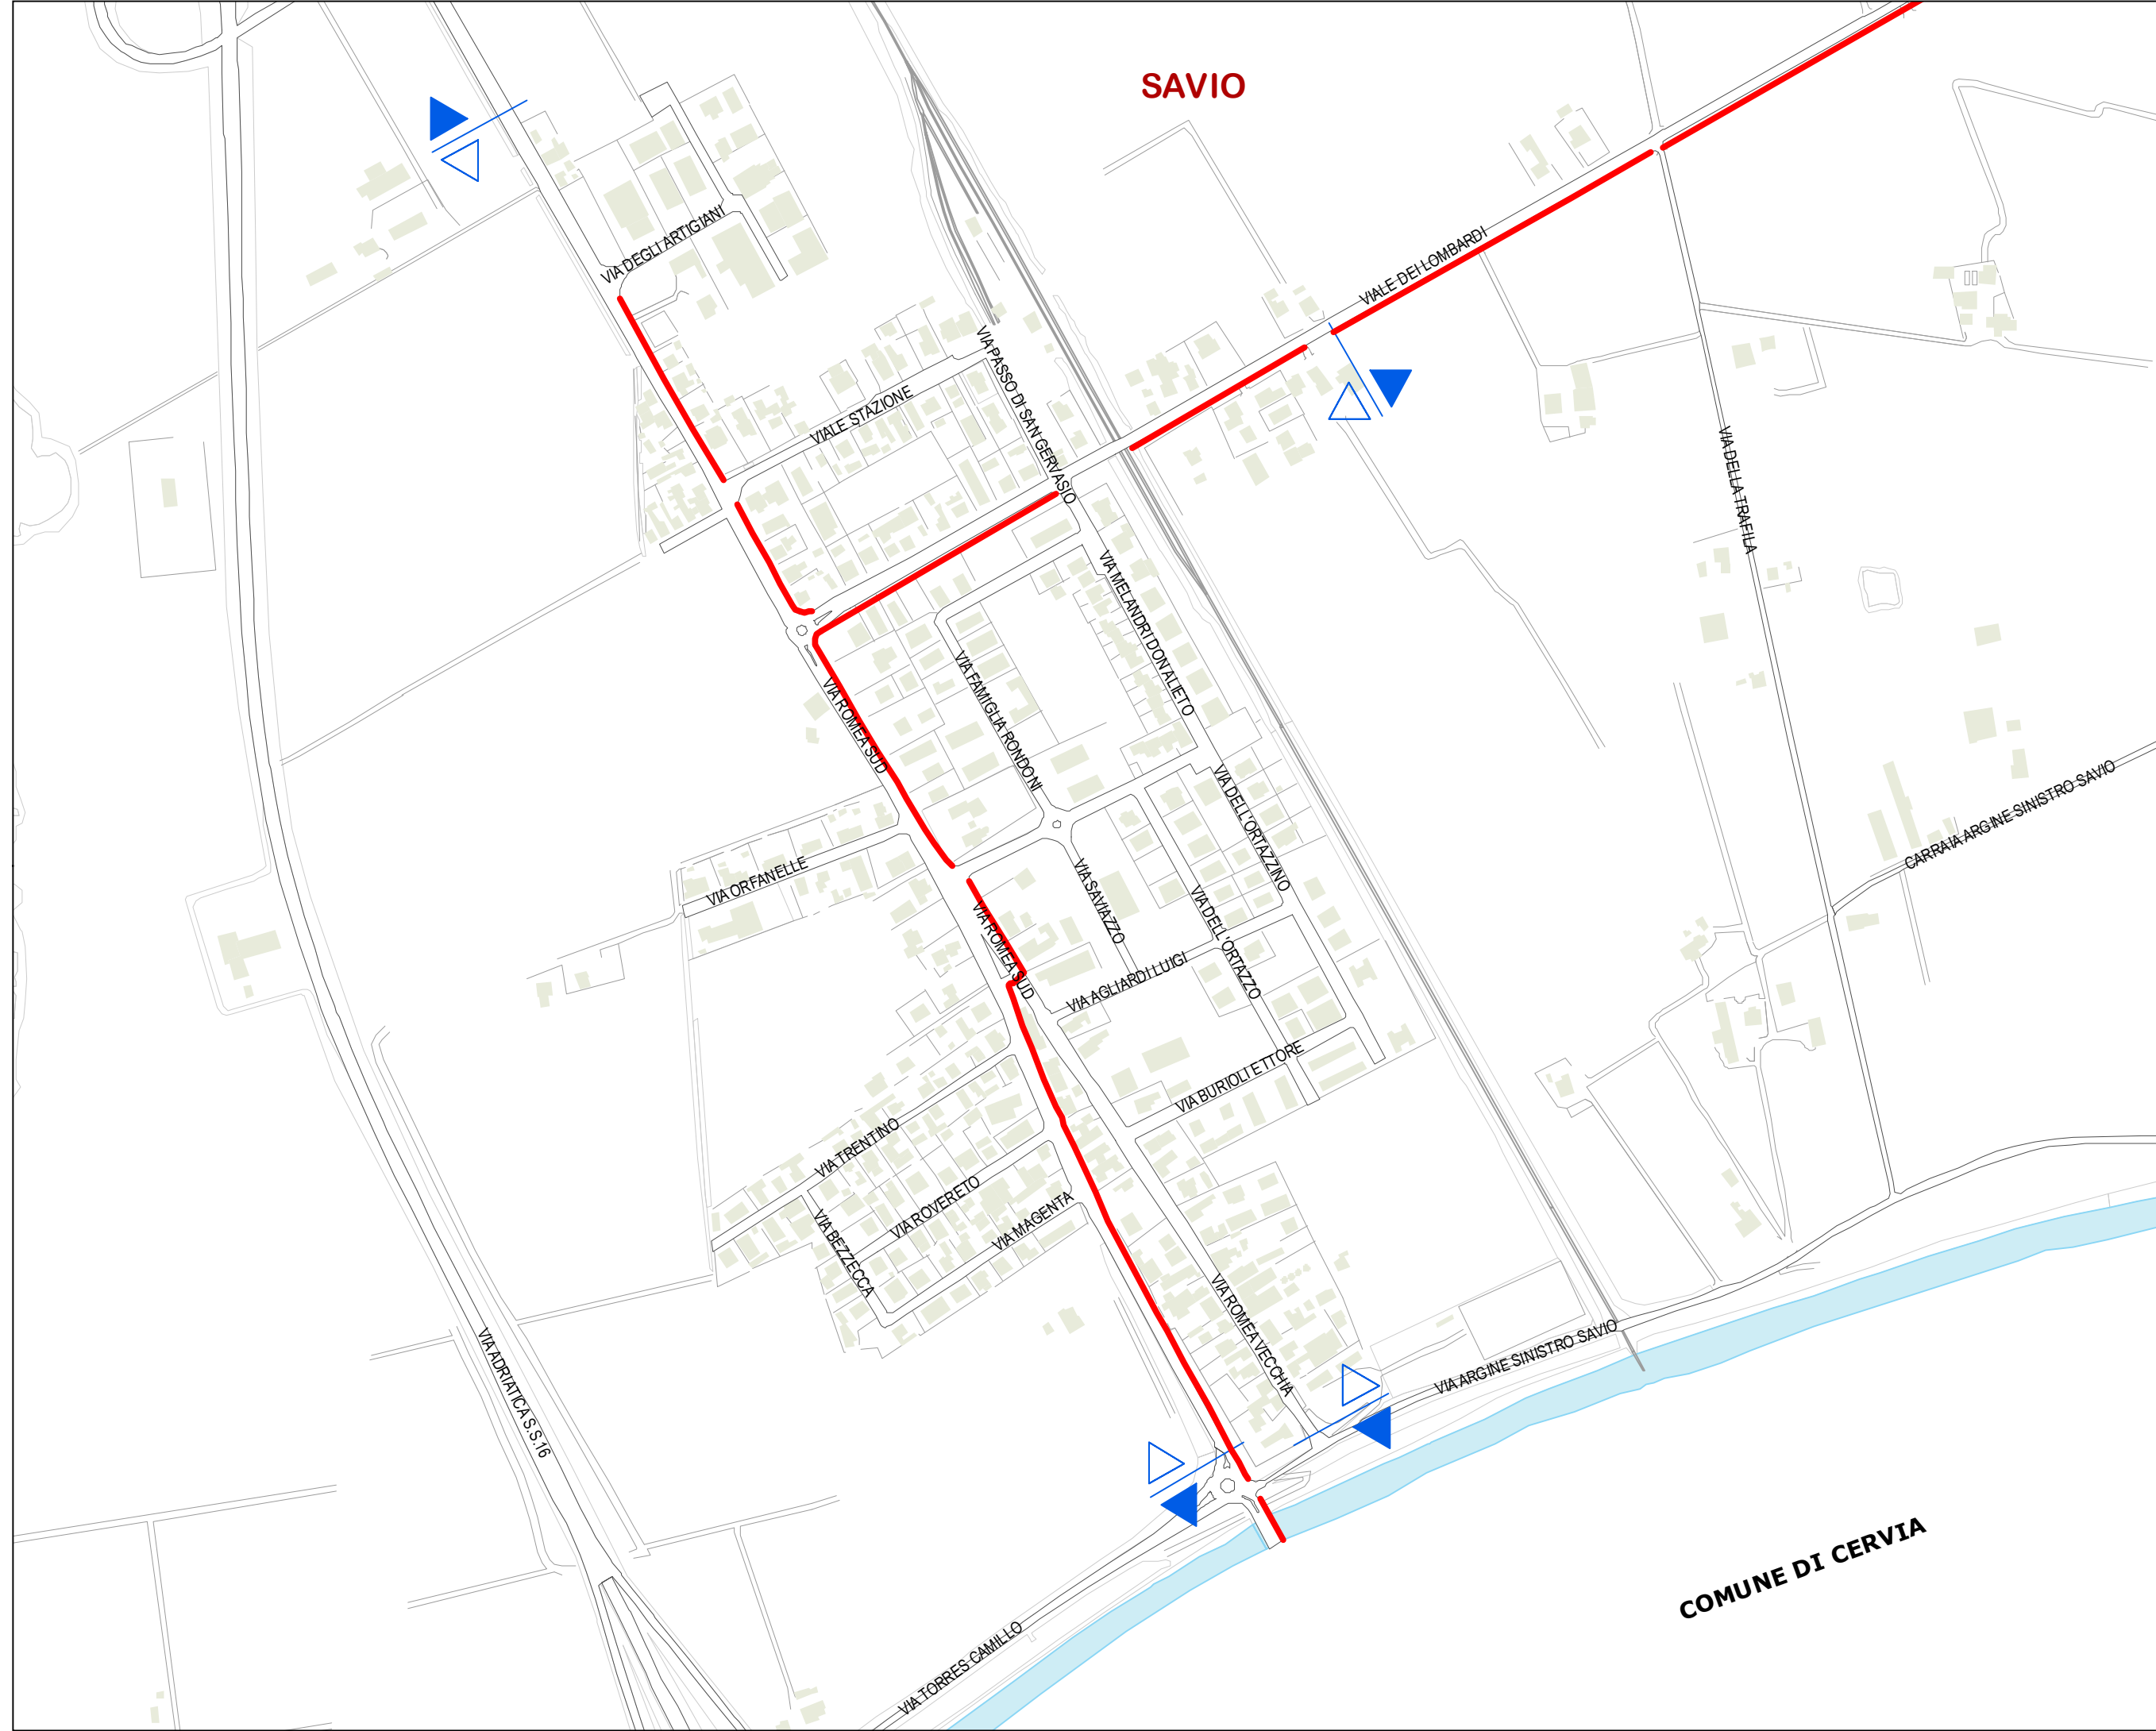 SAVIO
VIA DEGLI ARTIGIANI
VIALE DEI LOMBARDI
VIA PASSO DI SAN GERVASIO
VIALE STAZIONE
VIA DELLA TRAFILA
VIA MELANDRI DON ALIETO
VIA FAMIGLIA RONDONI
VIA ROMEA SUD
VIA DELL'ORTAZZINO
CARRAIA ARGINE SINISTRO SAVIO
VIA ORFANELLE
VIA SAVIAZZO
VIA DELL'ORTAZZO
VIA ROMEA SUD
VIA AGLIARDI LUIGI
VIA BURIOLI ETTORE
VIA TRENTINO
VIA ROVERETO
VIA MAGENTA
VIA BEZZECCA
VIA ROMEA VECCHIA
VIA ARGINE SINISTRO SAVIO
VIA ADRIATICA S.S.16
COMUNE DI CERVIA
VIA TORRES CAMILLO